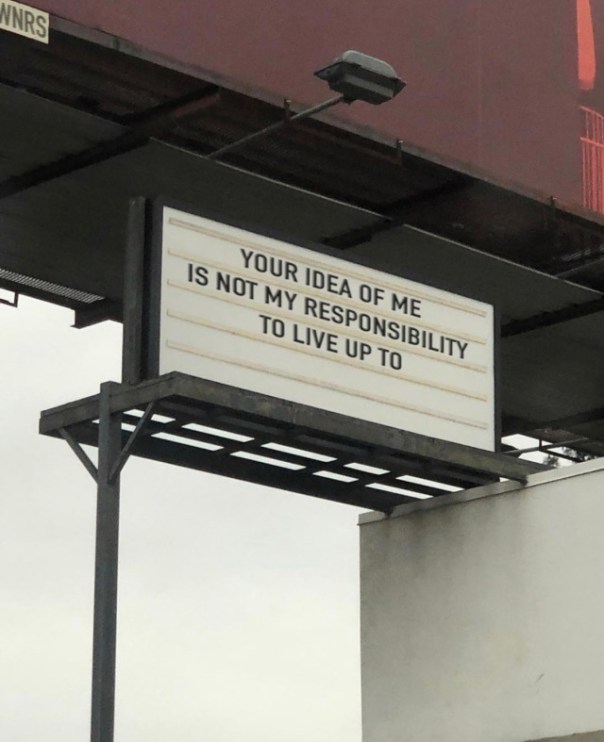 WNRS
YOUR IDEA OF ME
IS NOT MY RESPONSIBILITY
TO LIVE UP TO